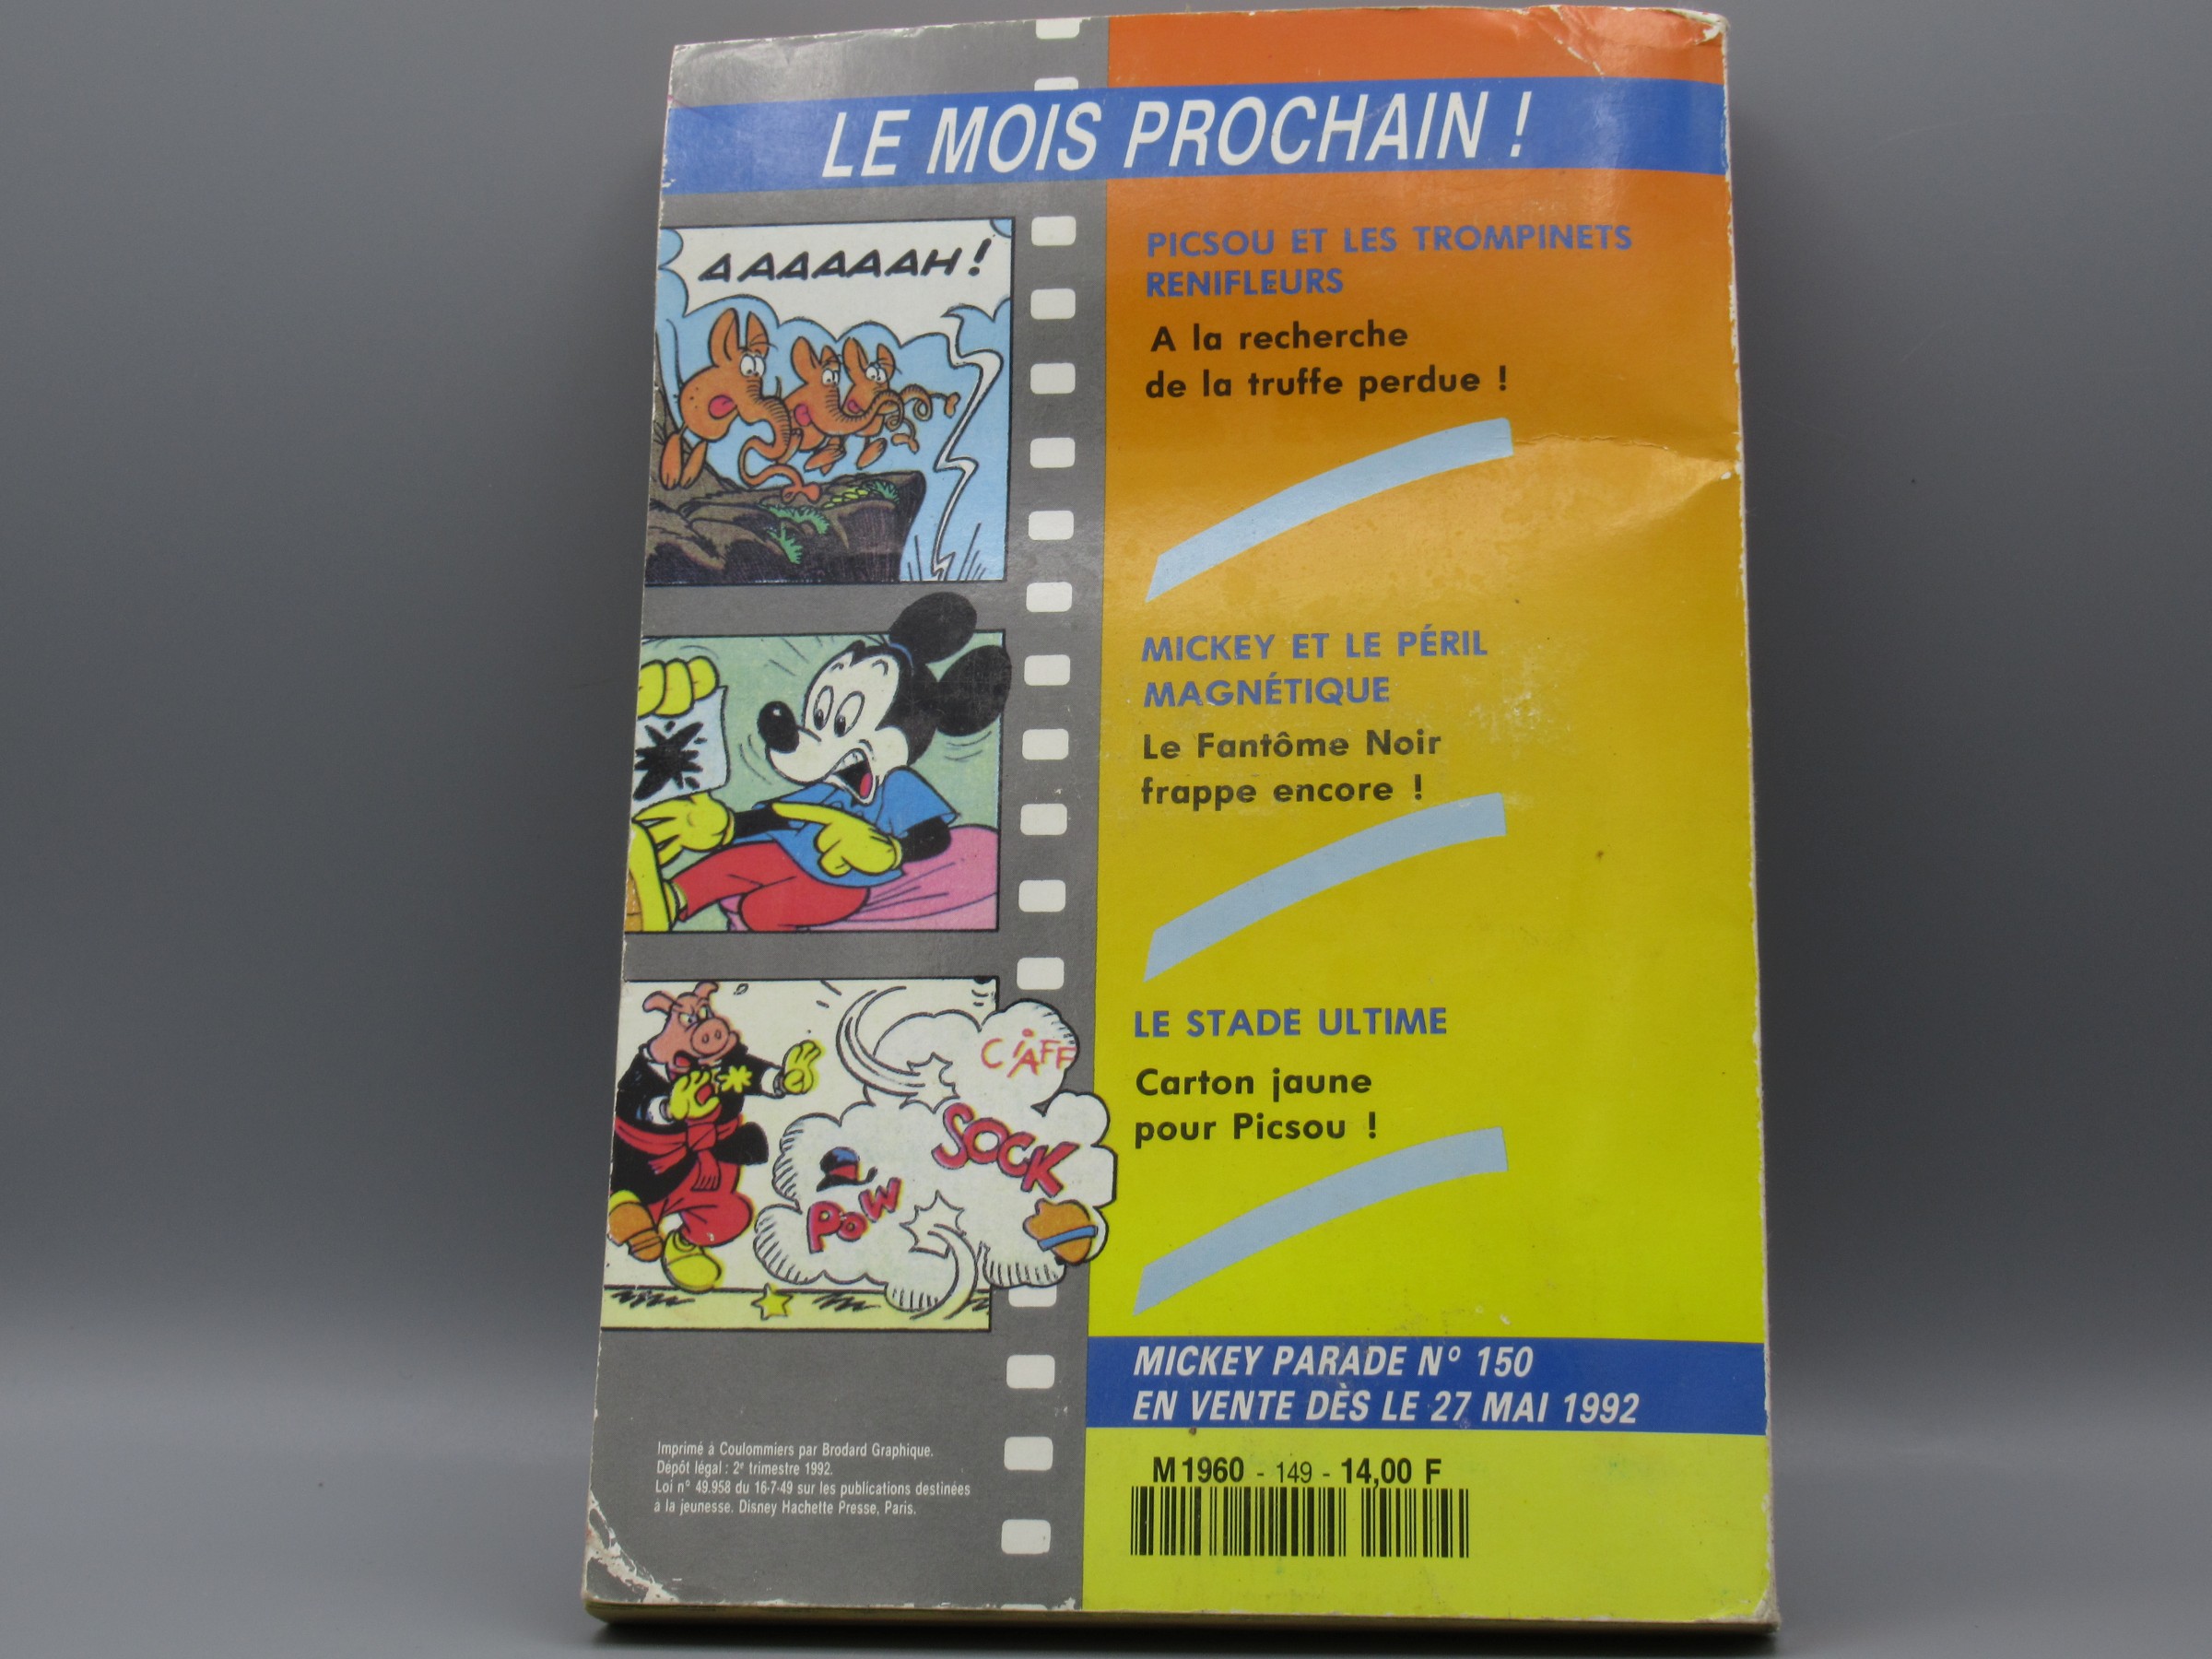 LE MOIS PROCHAIN !
AAAAAAH !
PICSOU ET LES TROMPINETS
RENIFLEURS
A la recherche
de la truffe perdue !
MICKEY ET LE PÉRIL
MAGNÉTIQUE
Le Fantôme Noir
frappe encore !
CIAFF
SOCK
POW
LE STADE ULTIME
Carton jaune
pour Picsou !
MICKEY PARADE N° 150
EN VENTE DÈS LE 27 MAI 1992
Imprimé à Coulommiers par Brodard Graphique.
Dépôt légal : 2e trimestre 1992.
Loi n° 49.958 du 16-7-49 sur les publications destinées
à la jeunesse. Disney Hachette Presse, Paris.
M 1960 - 149 - 14,00 F